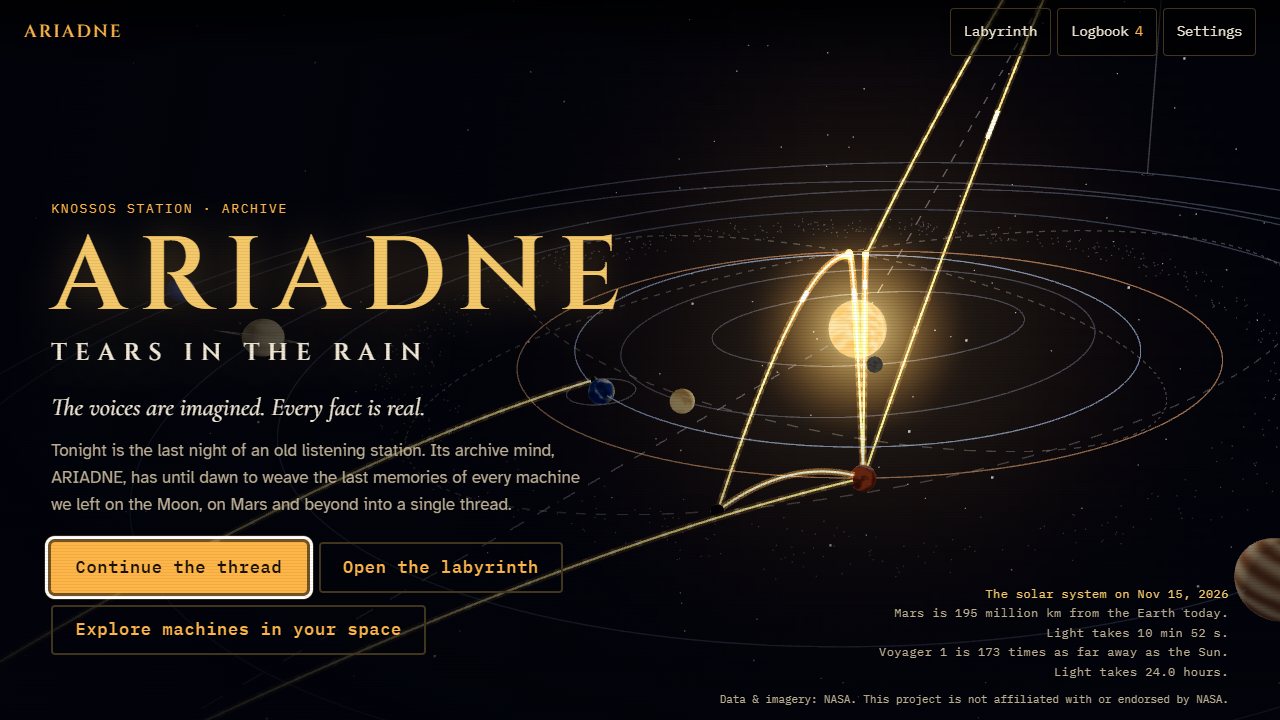 ARIADNE
Labyrinth
Logbook 4
Settings
KNOSSOS STATION · ARCHIVE
ARIADNE
TEARS IN THE RAIN
The voices are imagined. Every fact is real.
Tonight is the last night of an old listening station. Its archive mind,
ARIADNE, has until dawn to weave the last memories of every machine
we left on the Moon, on Mars and beyond into a single thread.
Continue the thread
Open the labyrinth
Explore machines in your space
The solar system on Nov 15, 2026
Mars is 195 million km from the Earth today.
Light takes 10 min 52 s.
Voyager 1 is 173 times as far away as the Sun.
Light takes 24.0 hours.
Data & imagery: NASA. This project is not affiliated with or endorsed by NASA.